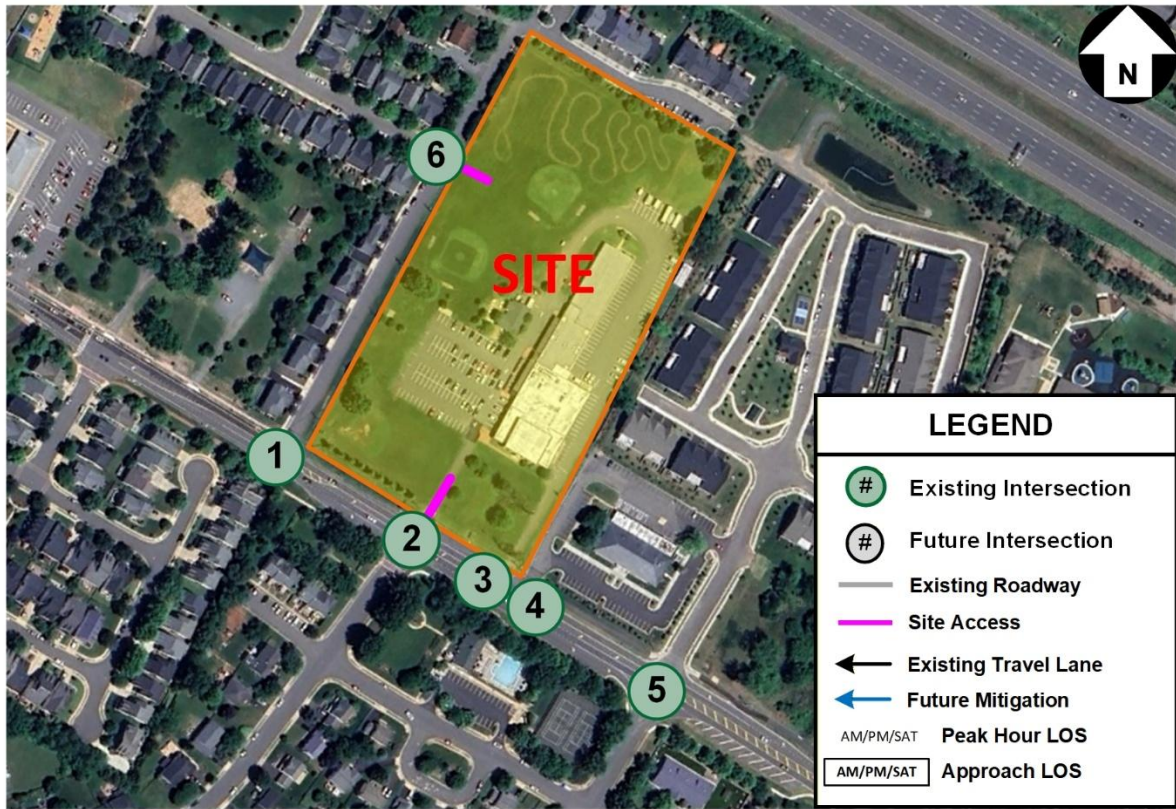 N
6
SITE
1
2
3
4
5
LEGEND
# Existing Intersection
# Future Intersection
Existing Roadway
Site Access
Existing Travel Lane
Future Mitigation
AM/PM/SAT Peak Hour LOS
AM/PM/SAT Approach LOS